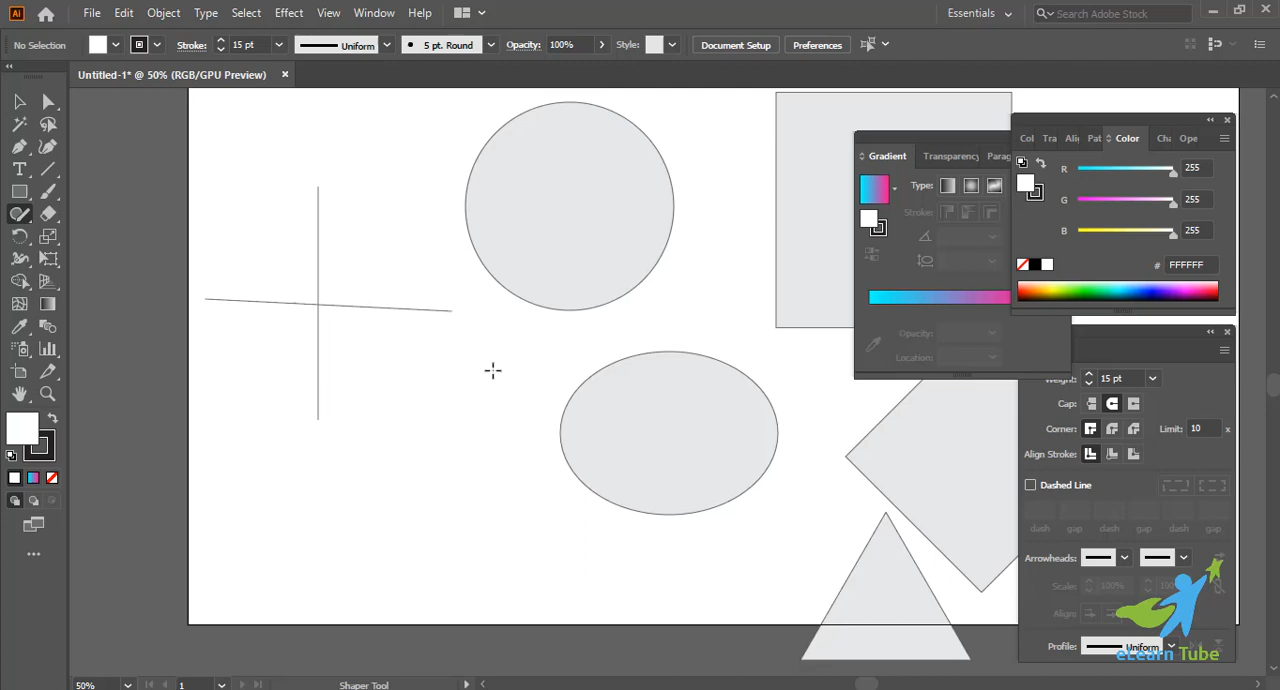 Ai File Edit Object Type Select Effect View Window Help Essentials Search Adobe Stock
No Selection Stroke: 15 pt Uniform 5 pt. Round Opacity: 100% Style: Document Setup Preferences
Untitled-1* @ 50% (RGB/GPU Preview)
Col Tra Ali Pat Color Cha Ope
Gradient Transparency Parag
R 255
Type:
G 255
Stroke:
B 255
# FFFFFF
Opacity:
Location:
Weight: 15 pt
Cap:
Corner: Limit: 10 x
Align Stroke:
Dashed Line
dash gap dash gap dash gap
Arrowheads:
Scale: 100%
Align:
Profile: Uniform
eLearn Tube
50% 1 Shaper Tool